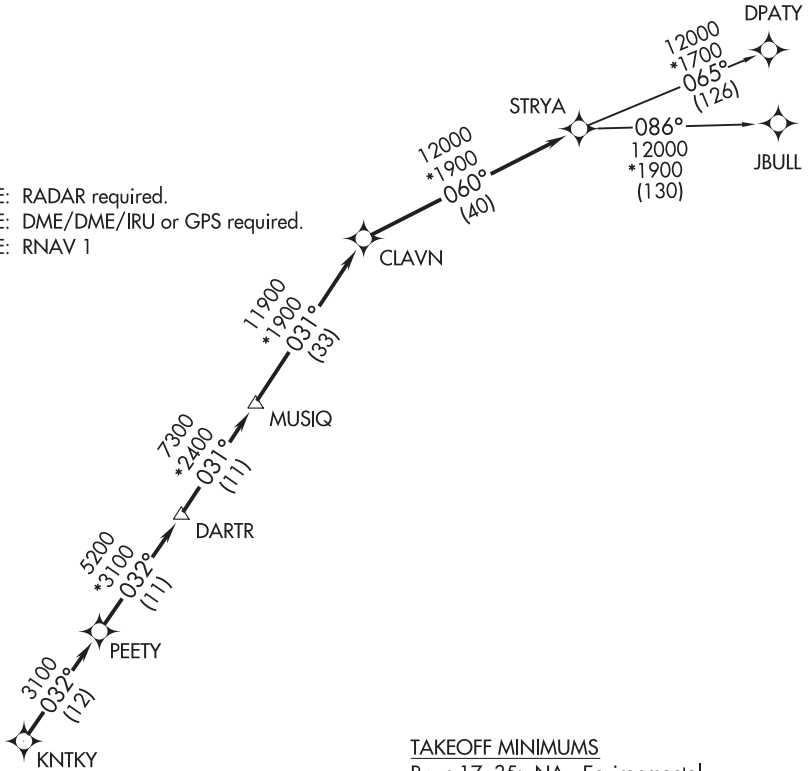 DPATY
12000
*1700
065°
(126)
STRYA
086°
12000
*1900
(130)
JBULL
12000
*1900
060°
(40)
E: RADAR required.
E: DME/DME/IRU or GPS required.
E: RNAV 1
CLAVN
11900
*1900
031°
(33)
MUSIQ
7300
*2400
031°
(11)
DARTR
5200
*3100
032°
(11)
PEETY
3100
032°
(12)
KNTKY
TAKEOFF MINIMUMS